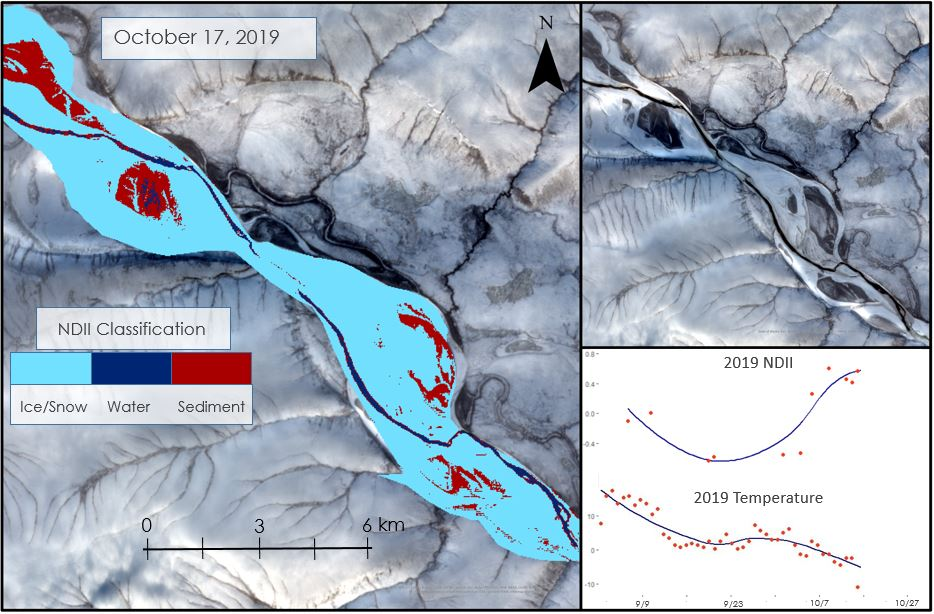 October 17, 2019
N
NDII Classification
Ice/Snow Water Sediment
0 3 6 km
2019 NDII
0.8
0.4
0.0
-0.4
2019 Temperature
10
0
-10
9/9 9/23 10/7 10/27